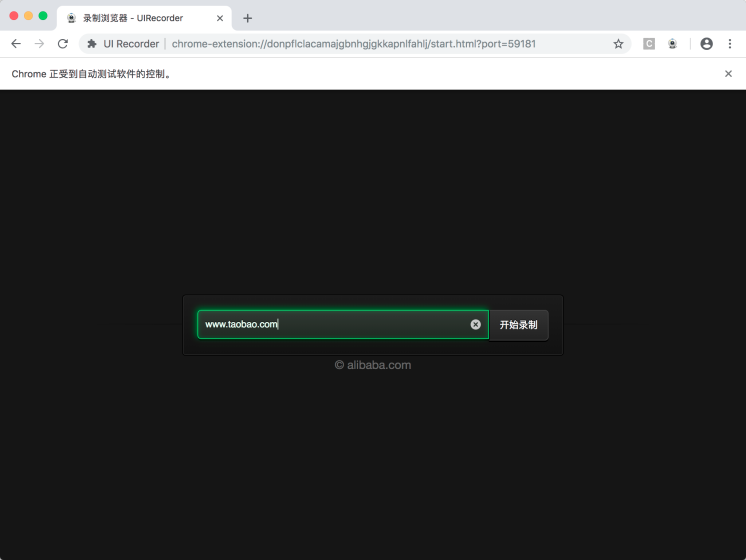 录制浏览器 - UIRecorder
UI Recorder | chrome-extension://donpflclacamajgbnhgjgkkapnlfahlj/start.html?port=59181
C
Chrome 正受到自动测试软件的控制。
www.taobao.com
开始录制
© alibaba.com